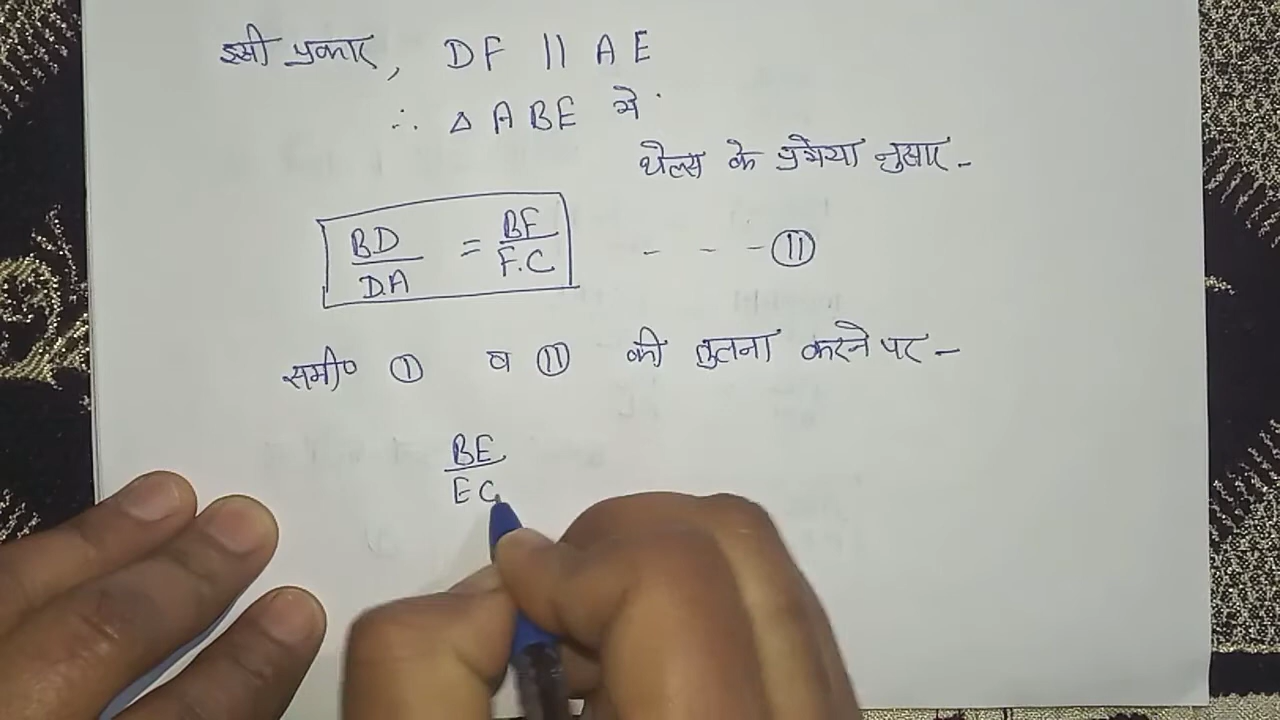 इसी प्रकार, DF || AE
∴ △ABE में
थेल्स के प्रमेया नुसार -
BD/DA = BF/F.C - - - (II)
समी० (I) व (II) की तुलना करने पर -
BE/EC